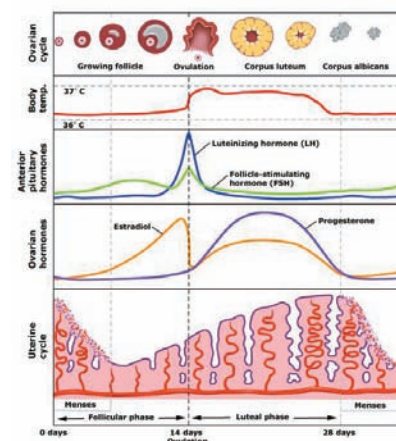 Ovarian
cycle
Growing follicle
Ovulation
Corpus luteum
Corpus albicans
Body
temp.
37˚ C
36˚ C
Anterior
pituitary hormones
Luteinizing hormone (LH)
Follicle-stimulating
hormone (FSH)
Ovarian
hormones
Estradiol
Progesterone
Uterine
cycle
Menses
Menses
Follicular phase
Luteal phase
0 days
14 days
28 days
Ovulation